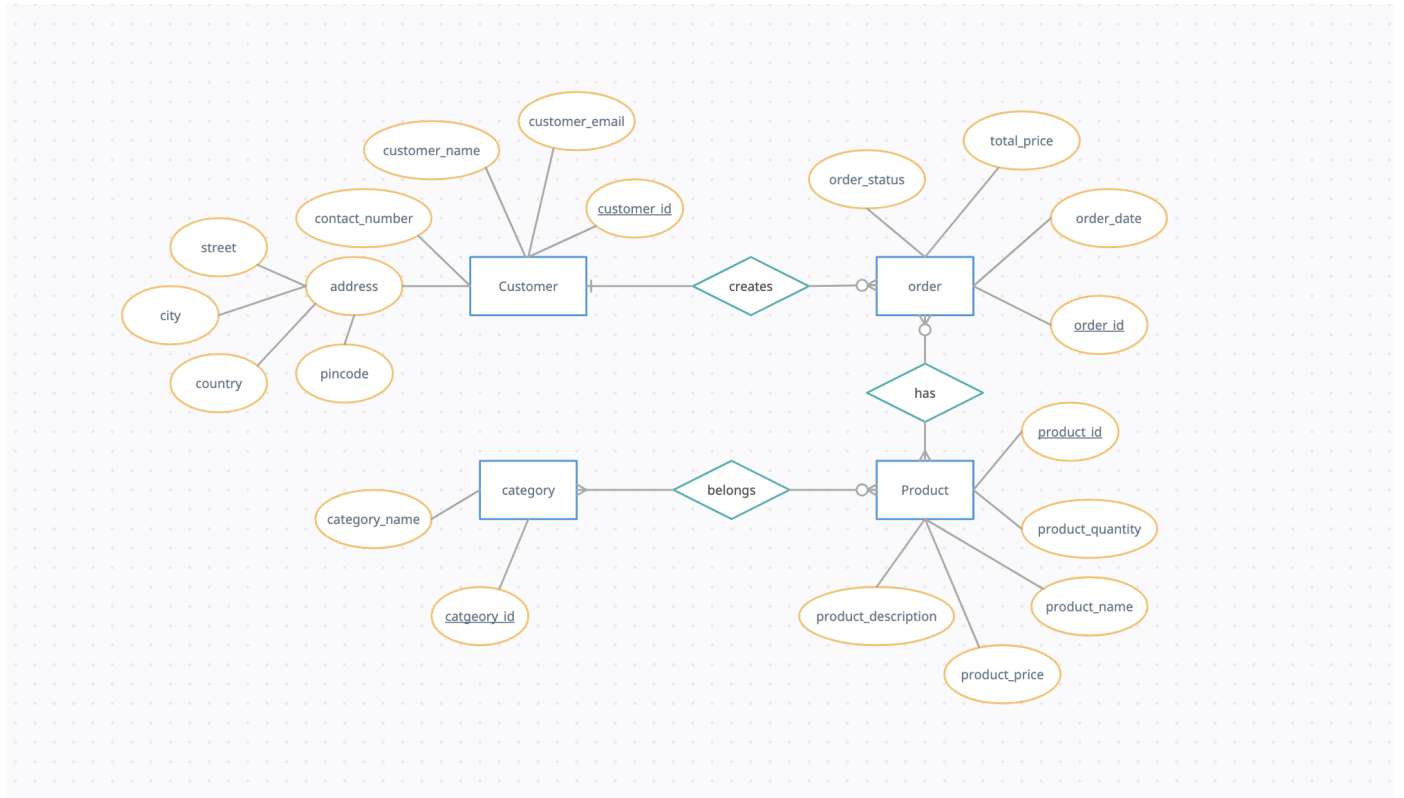 customer_email
total_price
customer_name
order_status
customer_id
contact_number
order_date
street
address
Customer
creates
order
city
order_id
pincode
country
has
product_id
category
belongs
Product
category_name
product_quantity
product_name
catgeory_id
product_description
product_price